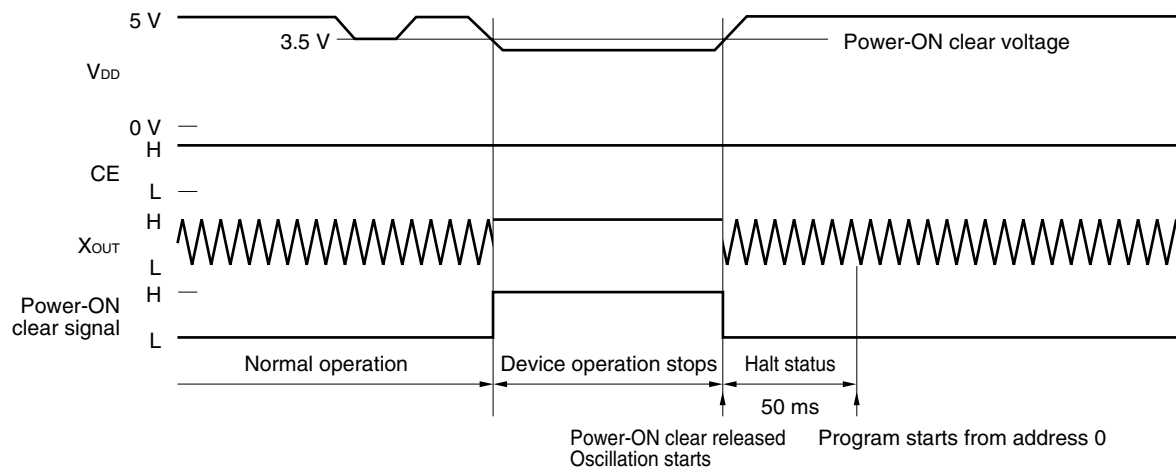 5 V
3.5 V
Power-ON clear voltage
VDD
0 V
H
CE
L
H
XOUT
L
H
Power-ON
clear signal
L
Normal operation
Device operation stops
Halt status
50 ms
Power-ON clear released
Oscillation starts
Program starts from address 0